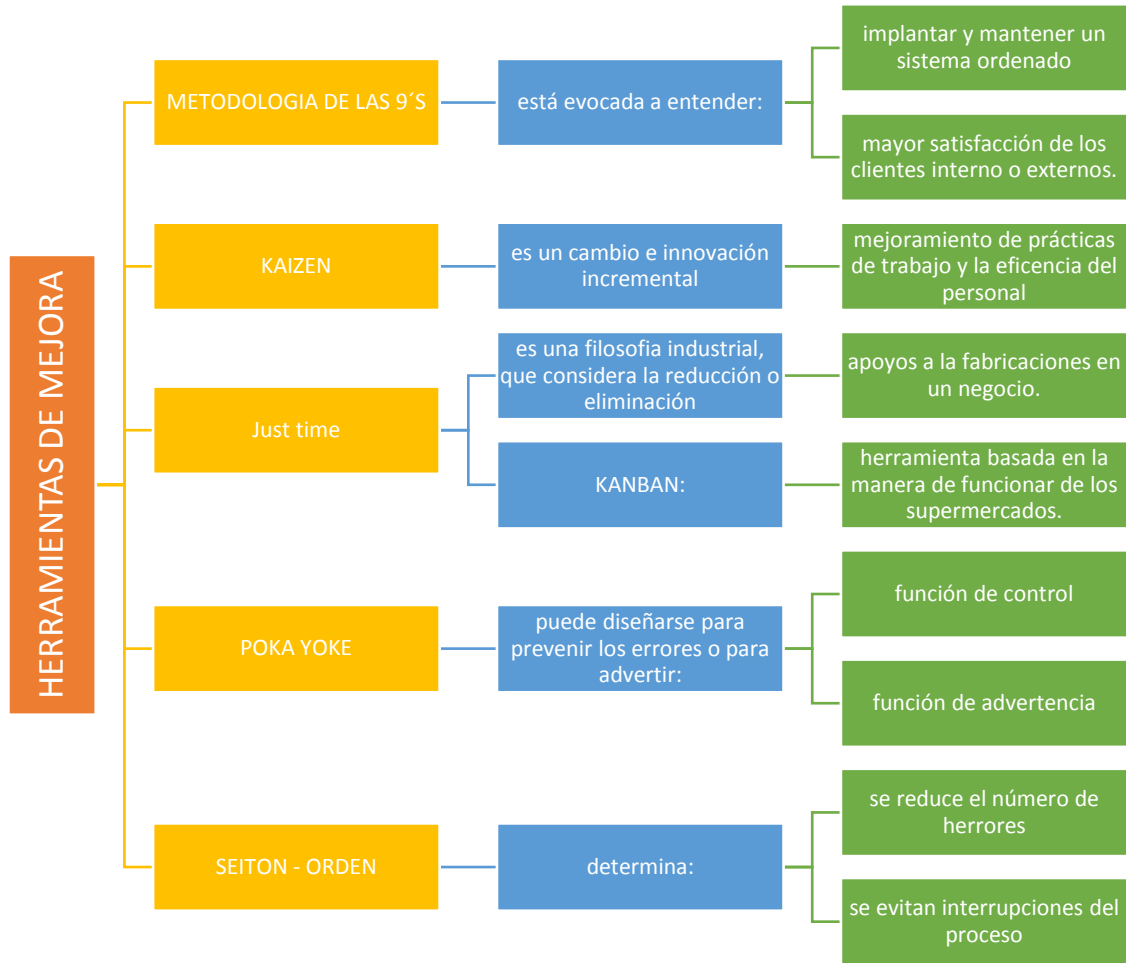 HERRAMIENTAS DE MEJORA
METODOLOGIA DE LAS 9´S
está evocada a entender:
implantar y mantener un
sistema ordenado
mayor satisfacción de los
clientes interno o externos.
KAIZEN
es un cambio e innovación
incremental
mejoramiento de prácticas
de trabajo y la eficencia del
personal
Just time
es una filosofia industrial,
que considera la reducción o
eliminación
apoyos a la fabricaciones en
un negocio.
KANBAN:
herramienta basada en la
manera de funcionar de los
supermercados.
POKA YOKE
puede diseñarse para
prevenir los errores o para
advertir:
función de control
función de advertencia
SEITON - ORDEN
determina:
se reduce el número de
herrores
se evitan interrupciones del
proceso